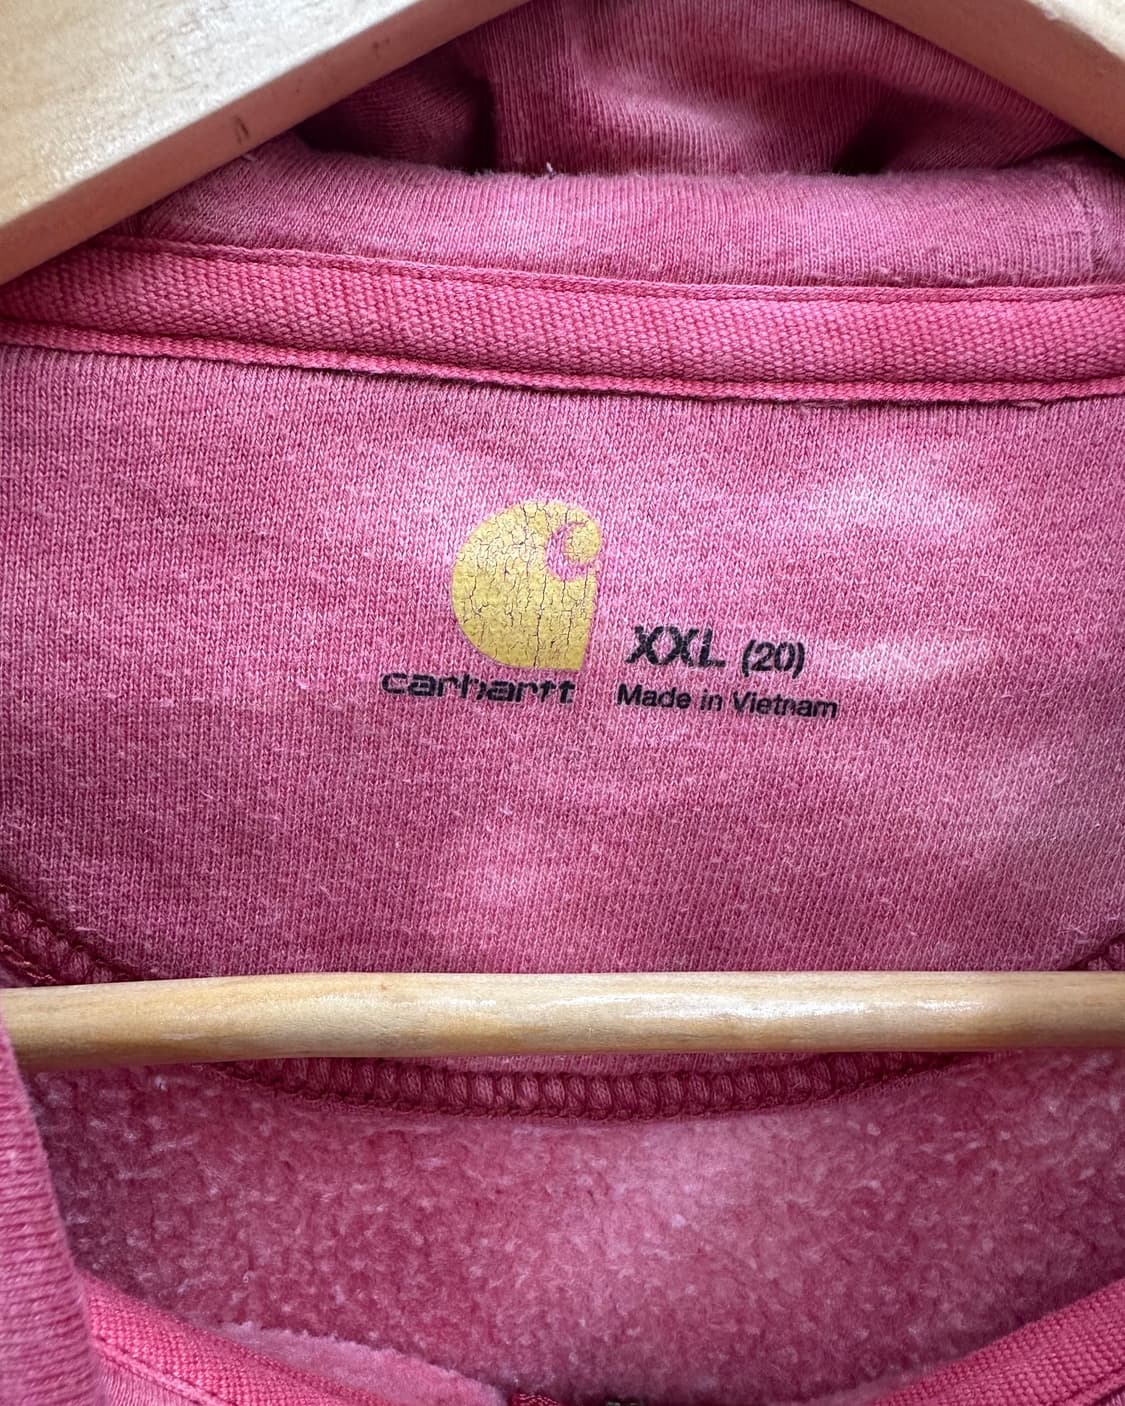 carhartt
XXL (20)
Made in Vietnam